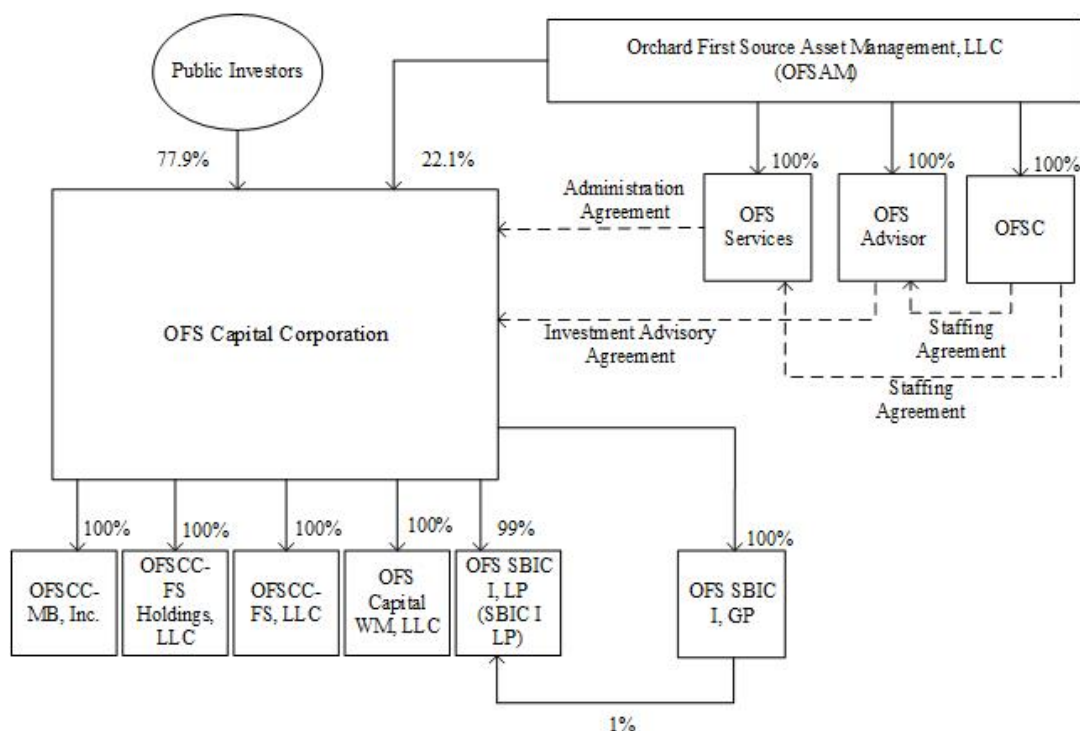 Public Investors
Orchard First Source Asset Management, LLC
(OFSAM)
77.9%
22.1%
100%
100%
100%
Administration
Agreement
OFS
Services
OFS
Advisor
OFSC
OFS Capital Corporation
Investment Advisory
Agreement
Staffing
Agreement
Staffing
Agreement
100%
100%
100%
100%
99%
100%
OFSCC-
MB, Inc.
OFSCC-
FS
Holdings,
LLC
OFSCC-
FS, LLC
OFS
Capital
WM, LLC
OFS SBIC
I, LP
(SBIC I
LP)
OFS SBIC
I, GP
1%